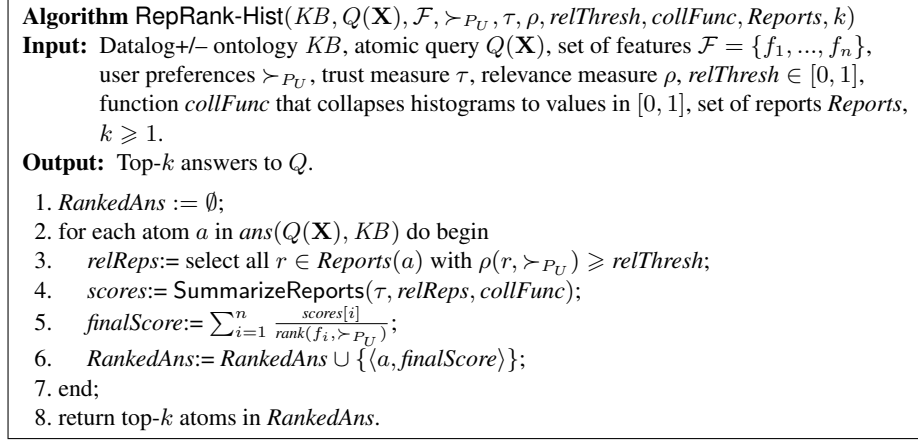 Algorithm RepRank-Hist(KB, Q(X), F, ≻_{P_U}, τ, ρ, relThresh, collFunc, Reports, k)
Input: Datalog+/– ontology KB, atomic query Q(X), set of features F = {f_1, ..., f_n},
user preferences ≻_{P_U}, trust measure τ, relevance measure ρ, relThresh ∈ [0, 1],
function collFunc that collapses histograms to values in [0, 1], set of reports Reports,
k ⩾ 1.
Output: Top-k answers to Q.
1. RankedAns := ∅;
2. for each atom a in ans(Q(X), KB) do begin
3. relReps:= select all r ∈ Reports(a) with ρ(r, ≻_{P_U}) ⩾ relThresh;
4. scores:= SummarizeReports(τ, relReps, collFunc);
5. finalScore:= ∑_{i=1}^{n} \frac{scores[i]}{rank(f_i, ≻_{P_U})};
6. RankedAns:= RankedAns ∪ {⟨a, finalScore⟩};
7. end;
8. return top-k atoms in RankedAns.